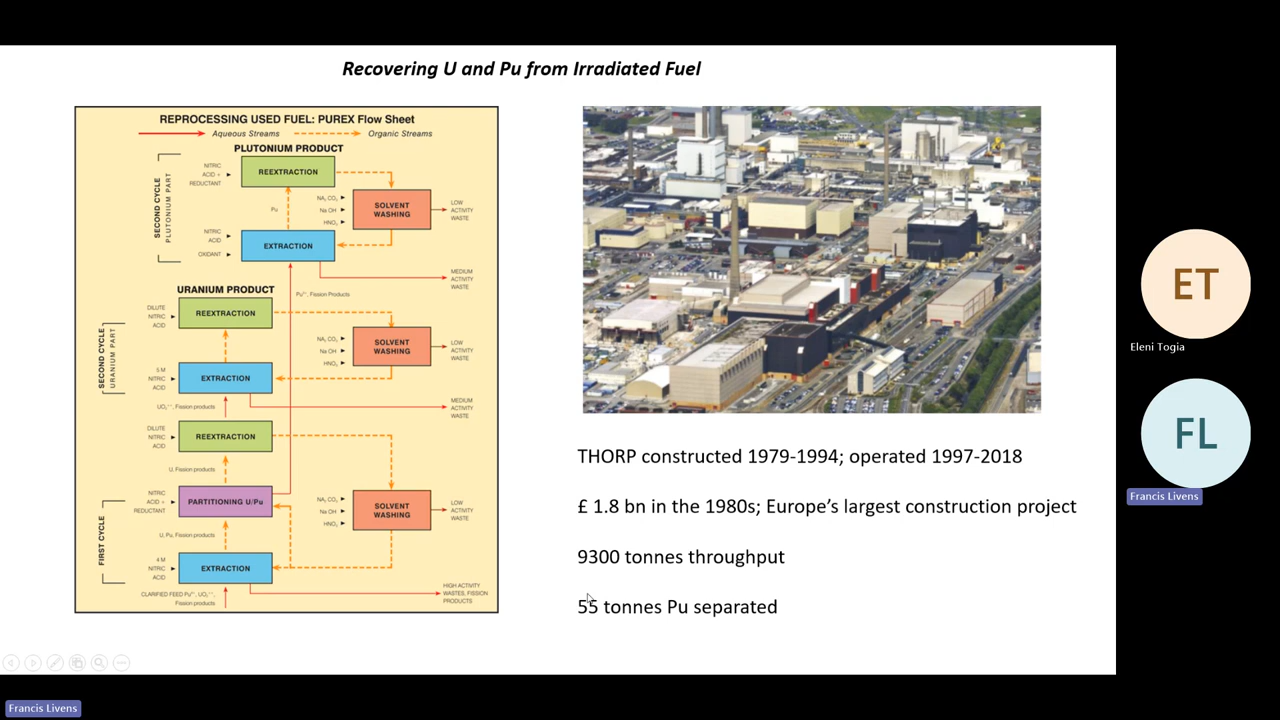 Recovering U and Pu from Irradiated Fuel
REPROCESSING USED FUEL: PUREX Flow Sheet
Aqueous Streams
Organic Streams
PLUTONIUM PRODUCT
SECOND CYCLE
PLUTONIUM PART
NITRIC
ACID +
REDUCTANT
REEXTRACTION
Pu
NA₂ CO₃
Na OH
HNO₃
SOLVENT
WASHING
LOW
ACTIVITY
WASTE
NITRIC
ACID
OXIDANT
EXTRACTION
MEDIUM
ACTIVITY
WASTE
Pu³⁺, Fission Products
URANIUM PRODUCT
SECOND CYCLE
URANIUM PART
DILUTE
NITRIC
ACID
REEXTRACTION
NA₂ CO₃
Na OH
HNO₃
SOLVENT
WASHING
LOW
ACTIVITY
WASTE
5 M
NITRIC
ACID
EXTRACTION
UO₂⁺⁺, Fission products
MEDIUM
ACTIVITY
WASTE
DILUTE
NITRIC
ACID
REEXTRACTION
U, Fission products
FIRST CYCLE
NITRIC
ACID +
REDUCTANT
PARTITIONING U/Pu
NA₂ CO₃
Na OH
HNO₃
SOLVENT
WASHING
LOW
ACTIVITY
WASTE
U, Pu, Fission products
4 M
NITRIC
ACID
EXTRACTION
HIGH ACTIVITY
WASTES, FISSION
PRODUCTS
CLARIFIED FEED Pu⁴⁺, UO₂⁺⁺,
Fission products
THORP constructed 1979-1994; operated 1997-2018
£ 1.8 bn in the 1980s; Europe's largest construction project
9300 tonnes throughput
55 tonnes Pu separated
ET
Eleni Togia
FL
Francis Livens
Francis Livens